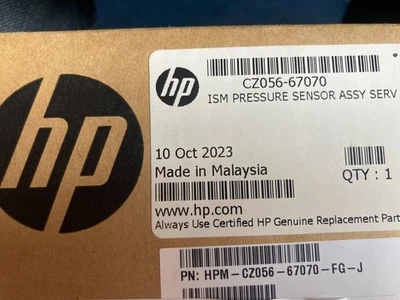 hp
hp
CZ056-67070
ISM PRESSURE SENSOR ASSY SERV
10 Oct 2023
Made in Malaysia
QTY : 1
www.hp.com
Always Use Certified HP Genuine Replacement Part
PN: HPM-CZ056-67070-FG-J